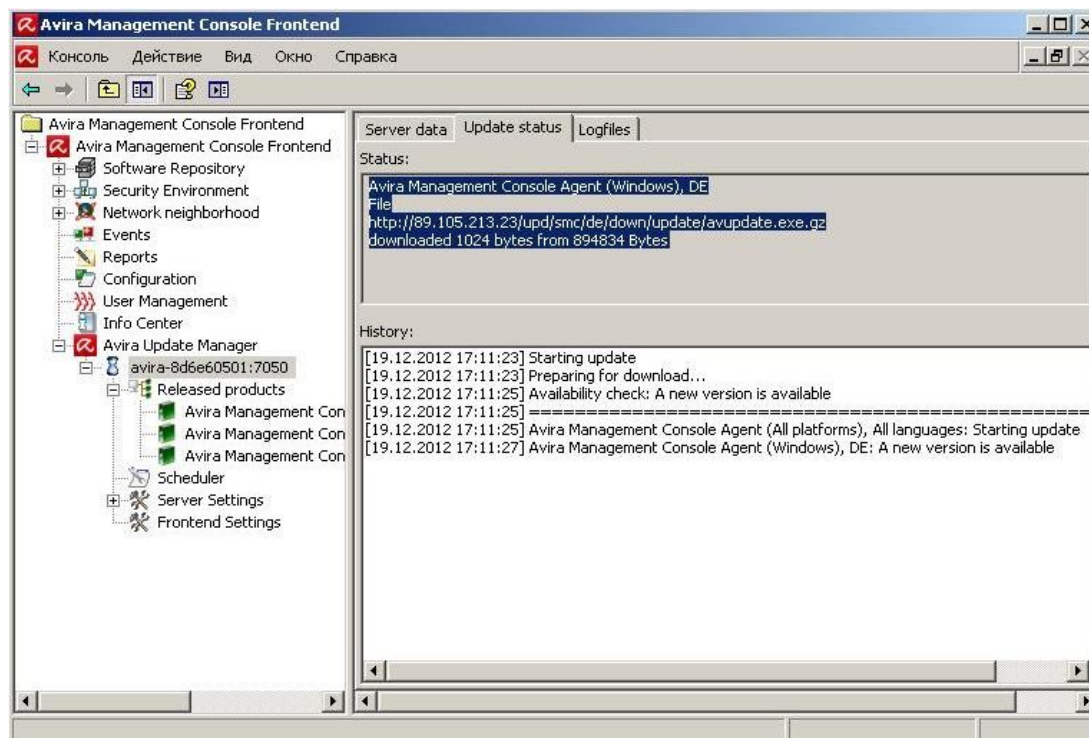 Avira Management Console Frontend
Консоль Действие Вид Окно Справка
Avira Management Console Frontend
Avira Management Console Frontend
Software Repository
Security Environment
Network neighborhood
Events
Reports
Configuration
User Management
Info Center
Avira Update Manager
avira-8d6e60501:7050
Released products
Avira Management Con
Avira Management Con
Avira Management Con
Scheduler
Server Settings
Frontend Settings
Server data Update status Logfiles
Status:
Avira Management Console Agent (Windows), DE
File
http://89.105.213.23/upd/smc/de/down/update/avupdate.exe.gz
downloaded 1024 bytes from 894834 Bytes
History:
[19.12.2012 17:11:23] Starting update
[19.12.2012 17:11:23] Preparing for download...
[19.12.2012 17:11:25] Availability check: A new version is available
[19.12.2012 17:11:25] ==================================================
[19.12.2012 17:11:25] Avira Management Console Agent (All platforms), All languages: Starting update
[19.12.2012 17:11:27] Avira Management Console Agent (Windows), DE: A new version is available